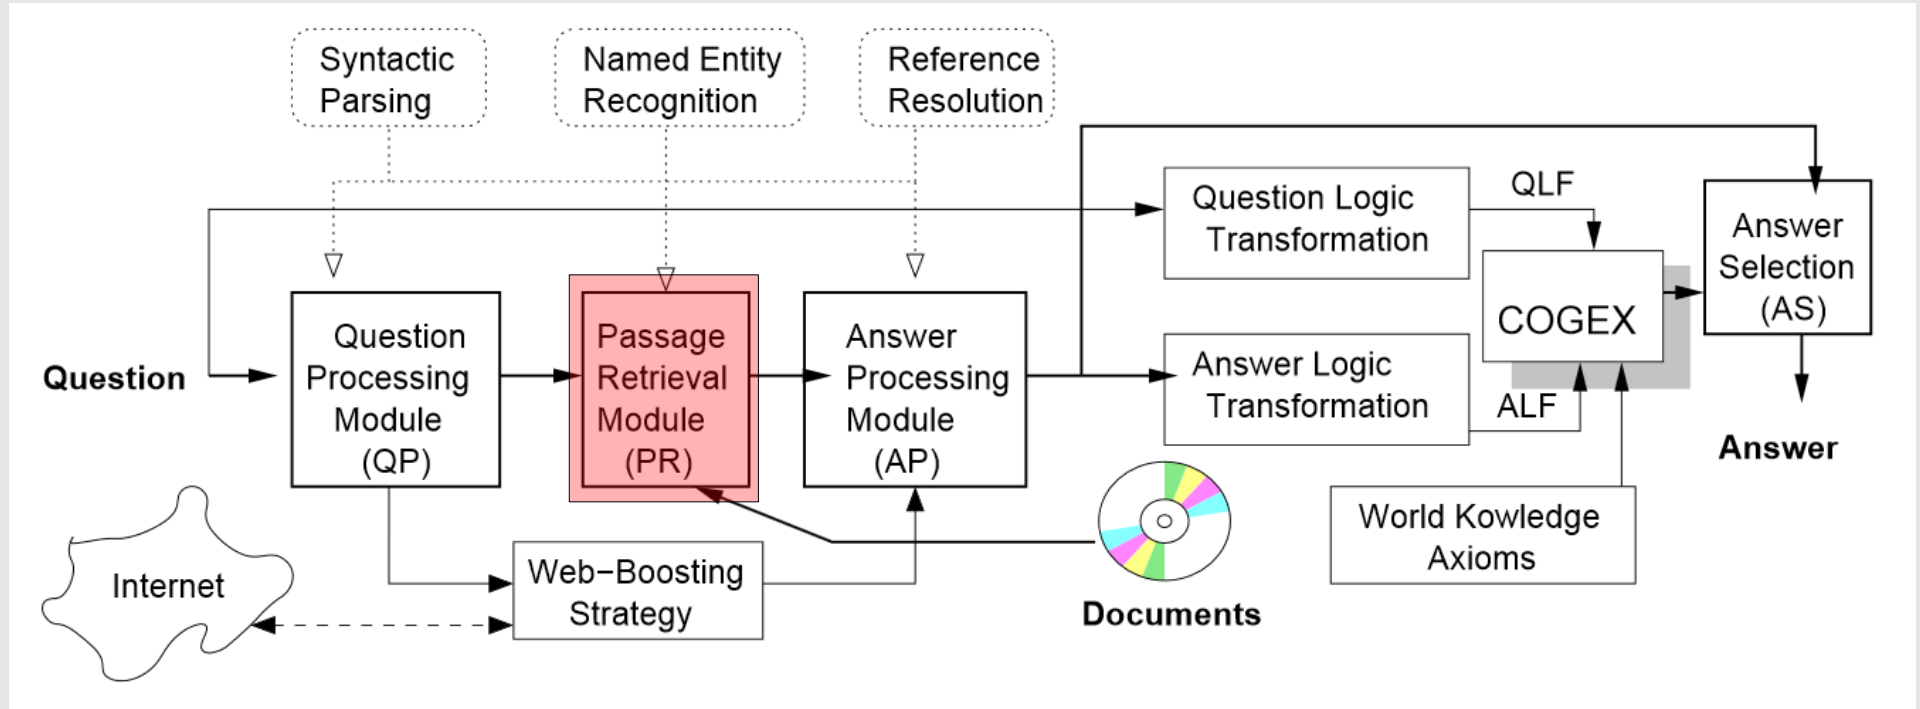 Syntactic
Parsing
Named Entity
Recognition
Reference
Resolution
Question Logic
Transformation
QLF
Answer
Selection
(AS)
COGEX
Question
Question
Processing
Module
(QP)
Passage
Retrieval
Module
(PR)
Answer
Processing
Module
(AP)
Answer Logic
Transformation
ALF
Answer
World Kowledge
Axioms
Internet
Web-Boosting
Strategy
Documents